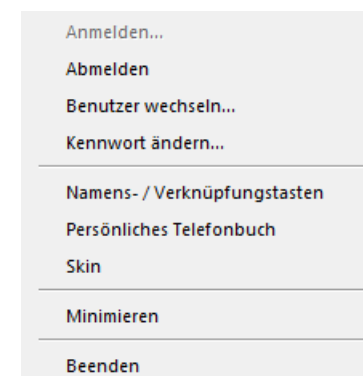 Anmelden...
Abmelden
Benutzer wechseln...
Kennwort ändern...
Namens- / Verknüpfungstasten
Persönliches Telefonbuch
Skin
Minimieren
Beenden